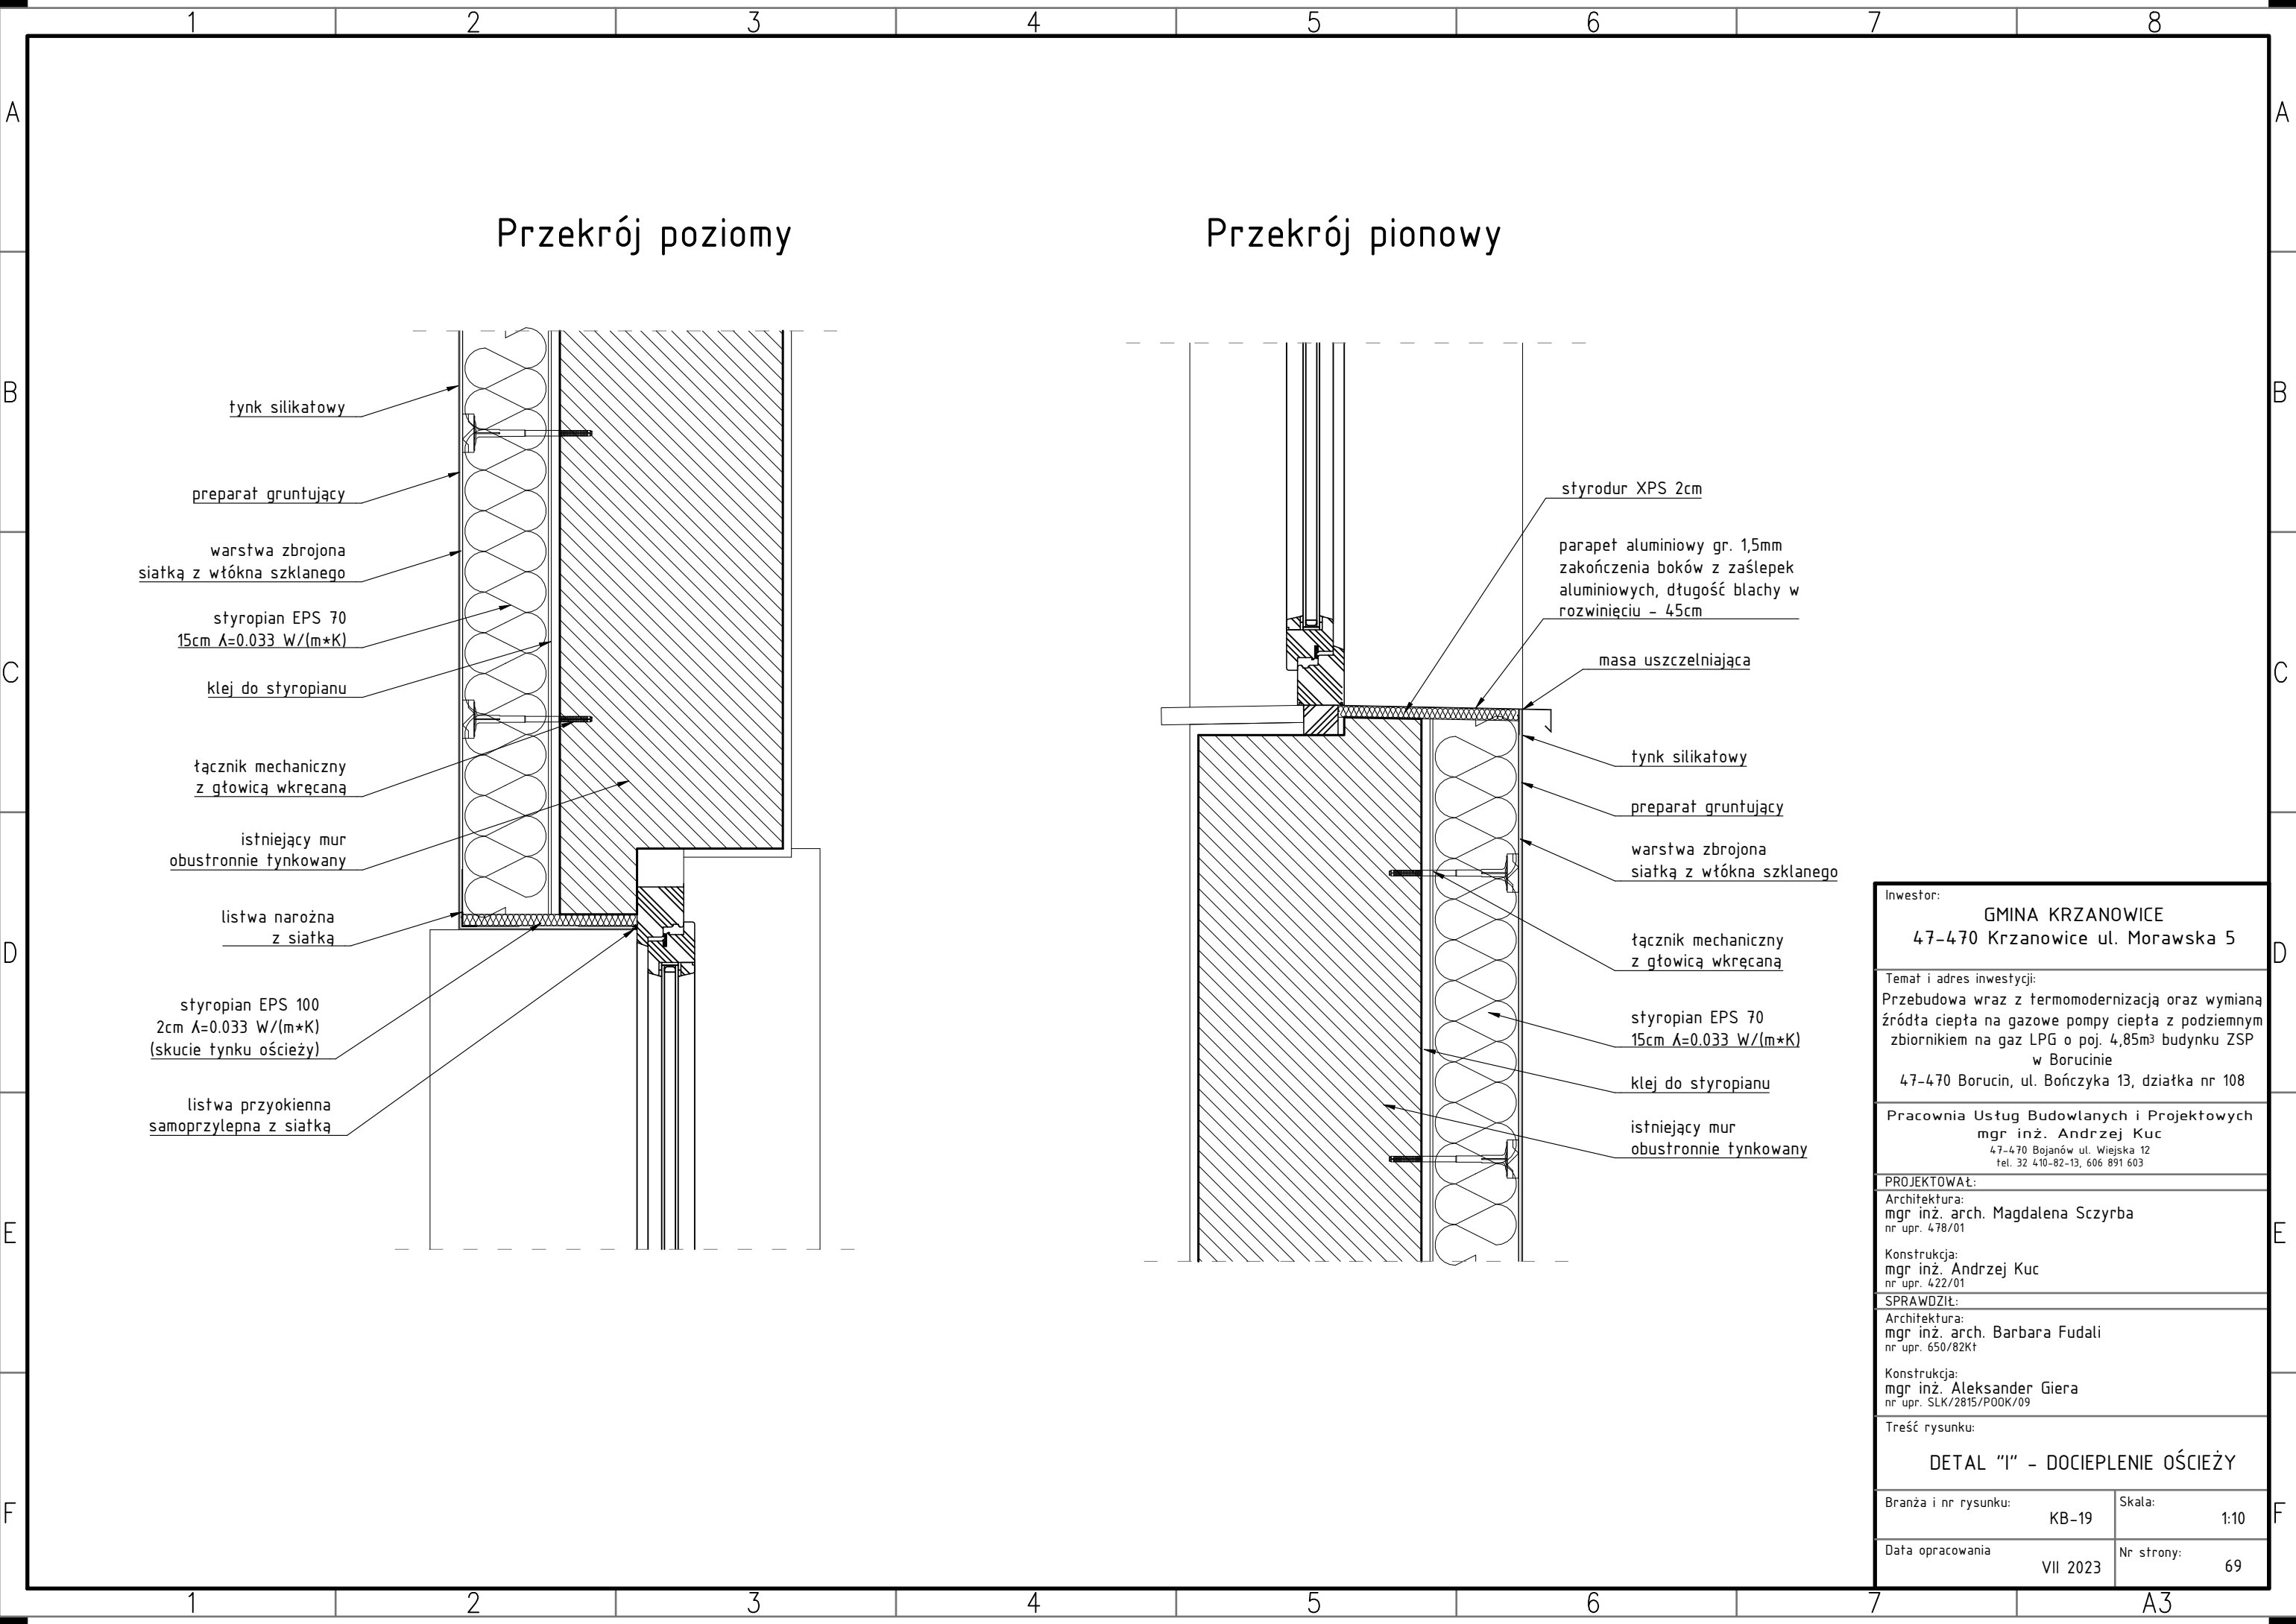 1 2 3 4 5 6 7 8
A A
B B
C C
D D
E E
F F
1 2 3 4 5 6 7 A3
Przekrój poziomy
tynk silikatowy
preparat gruntujący
warstwa zbrojona
siatką z włókna szklanego
styropian EPS 70
15cm λ=0.033 W/(m*K)
klej do styropianu
łącznik mechaniczny
z głowicą wkręcaną
istniejący mur
obustronnie tynkowany
listwa narożna
z siatką
styropian EPS 100
2cm λ=0.033 W/(m*K)
(skucie tynku ościeży)
listwa przyokienna
samoprzylepna z siatką
Przekrój pionowy
styrodur XPS 2cm
parapet aluminiowy gr. 1,5mm
zakończenia boków z zaślepek
aluminiowych, długość blachy w
rozwinięciu - 45cm
masa uszczelniająca
tynk silikatowy
preparat gruntujący
warstwa zbrojona
siatką z włókna szklanego
łącznik mechaniczny
z głowicą wkręcaną
styropian EPS 70
15cm λ=0.033 W/(m*K)
klej do styropianu
istniejący mur
obustronnie tynkowany
Inwestor:
GMINA KRZANOWICE
47-470 Krzanowice ul. Morawska 5
Temat i adres inwestycji:
Przebudowa wraz z termomodernizacją oraz wymianą
źródła ciepła na gazowe pompy ciepła z podziemnym
zbiornikiem na gaz LPG o poj. 4,85m³ budynku ZSP
w Borucinie
47-470 Borucin, ul. Bończyka 13, działka nr 108
Pracownia Usług Budowlanych i Projektowych
mgr inż. Andrzej Kuc
47-470 Bojanów ul. Wiejska 12
tel. 32 410-82-13, 606 891 603
PROJEKTOWAŁ:
Architektura:
mgr inż. arch. Magdalena Sczyrba
nr upr. 478/01
Konstrukcja:
mgr inż. Andrzej Kuc
nr upr. 422/01
SPRAWDZIŁ:
Architektura:
mgr inż. arch. Barbara Fudali
nr upr. 650/82Kt
Konstrukcja:
mgr inż. Aleksander Giera
nr upr. SLK/2815/POOK/09
Treść rysunku:
DETAL "I" - DOCIEPLENIE OŚCIEŻY
Branża i nr rysunku:
KB-19
Skala:
1:10
Data opracowania
VII 2023
Nr strony:
69